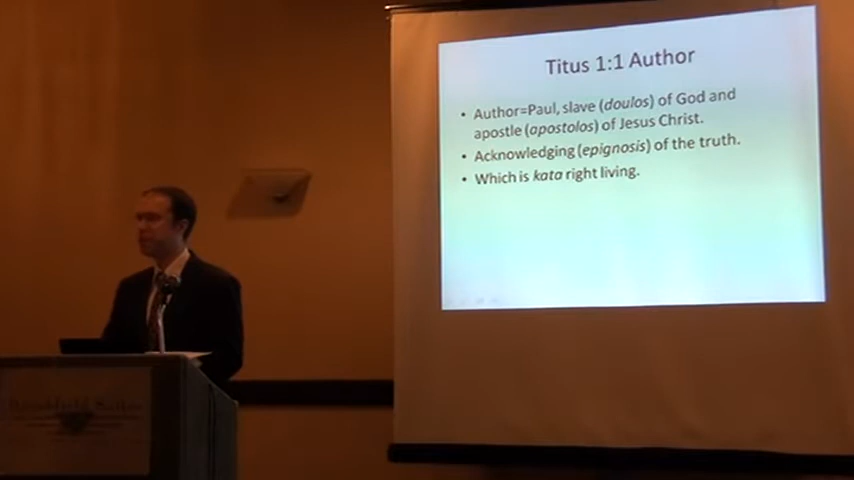 Titus 1:1 Author
• Author=Paul, slave (doulos) of God and
apostle (apostolos) of Jesus Christ.
• Acknowledging (epignosis) of the truth.
• Which is kata right living.